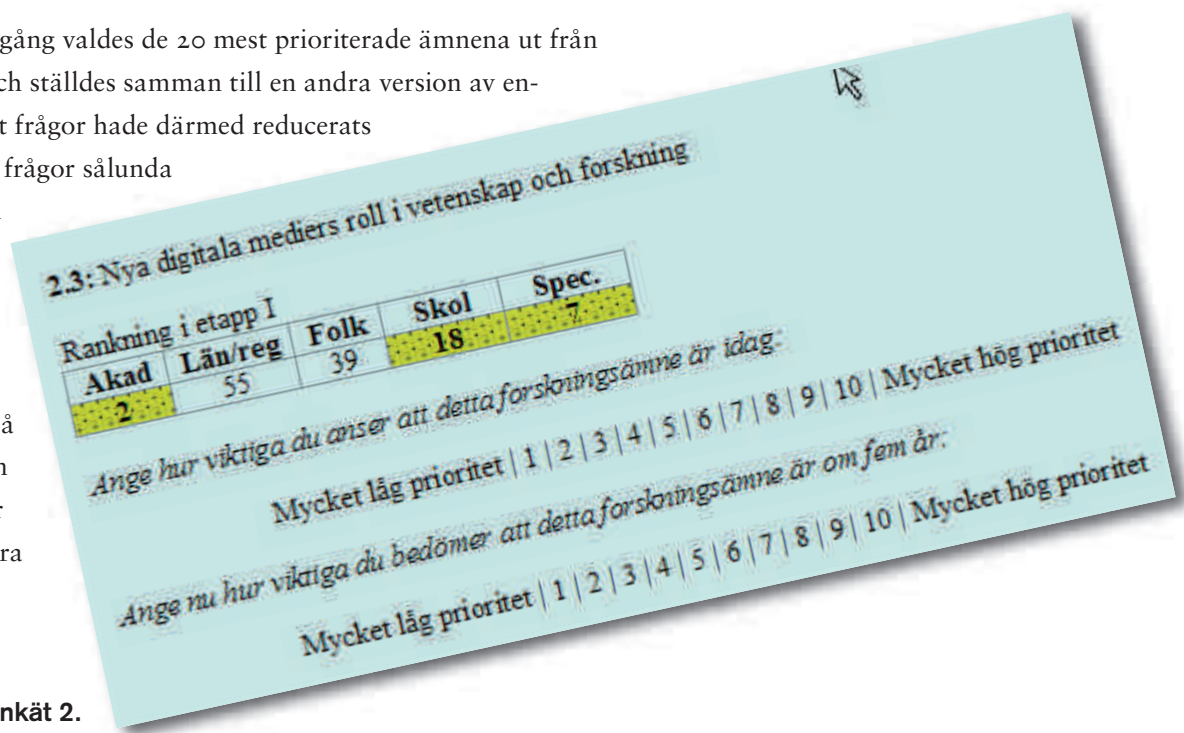 gång valdes de 20 mest prioriterade ämnena ut från
ch ställdes samman till en andra version av en-
t frågor hade därmed reducerats
frågor sålunda
å
n
r
ra
nkät 2.
2.3: Nya digitala mediers roll i vetenskap och forskning
Rankning i etapp I
Akad Län/reg Folk Skol Spec.
2 55 39 18 7
Ange hur viktiga du anser att detta forskningsämne är idag:
Mycket låg prioritet | 1 | 2 | 3 | 4 | 5 | 6 | 7 | 8 | 9 | 10 | Mycket hög prioritet
Ange nu hur viktiga du bedömer att detta forskningsämne är om fem år:
Mycket låg prioritet | 1 | 2 | 3 | 4 | 5 | 6 | 7 | 8 | 9 | 10 | Mycket hög prioritet